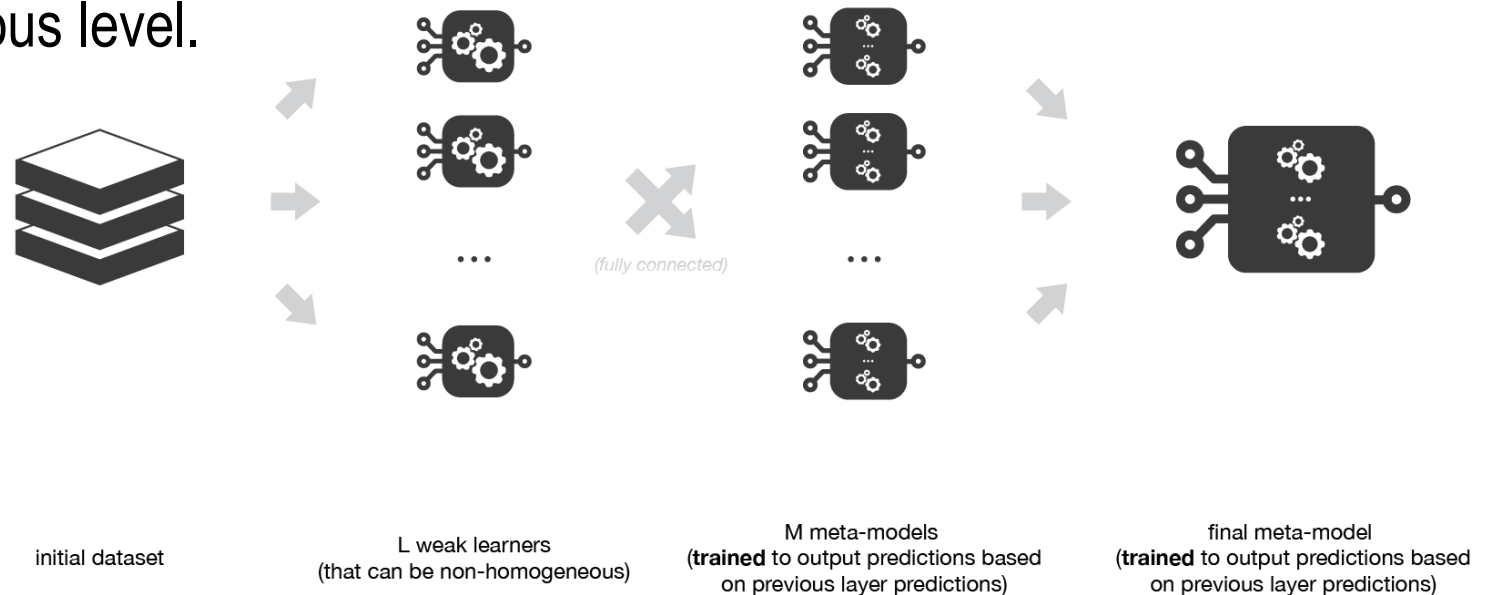 ous level.
(fully connected)
initial dataset
L weak learners
(that can be non-homogeneous)
M meta-models
(trained to output predictions based
on previous layer predictions)
final meta-model
(trained to output predictions based
on previous layer predictions)